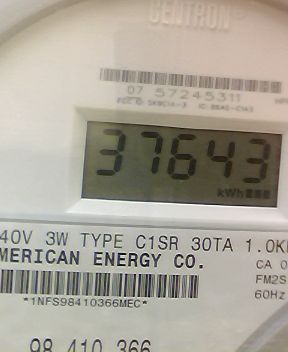 CENTRON®
07 57245311
37643
kWh
40V 3W TYPE C1SR 30TA 1.0K
MERICAN ENERGY CO.
CA 0
FM2S
60Hz
*1NFS98410366MEC*
98 410 366